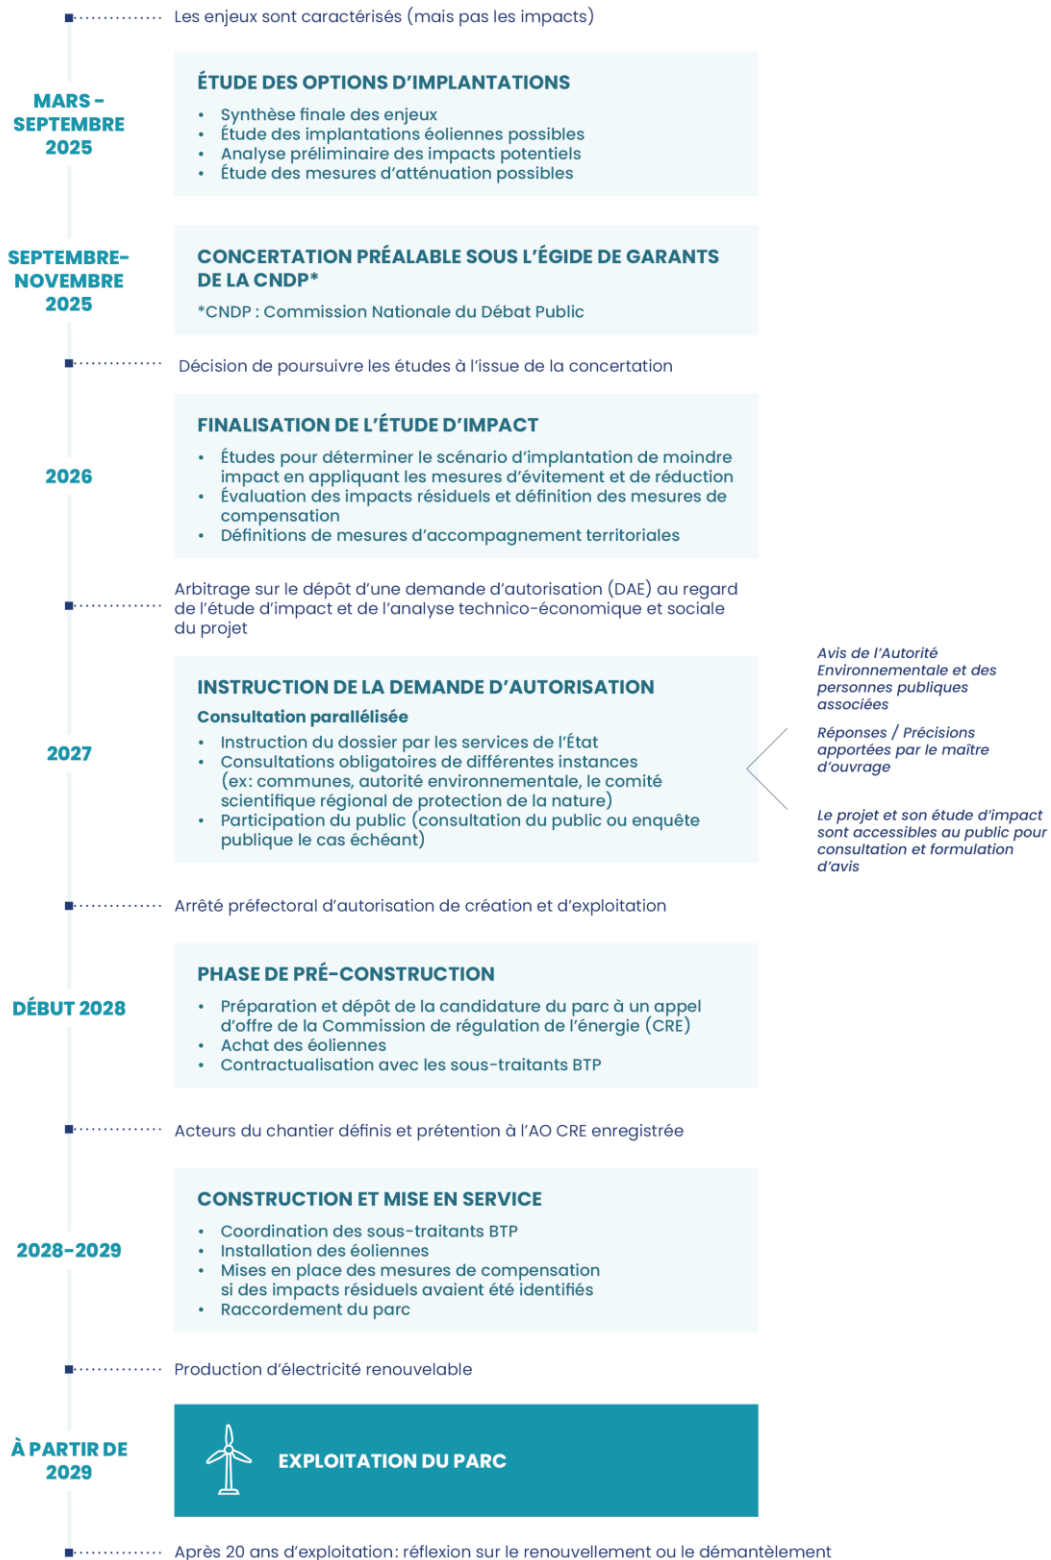 Les enjeux sont caractérisés (mais pas les impacts)
MARS -
SEPTEMBRE
2025
ÉTUDE DES OPTIONS D'IMPLANTATIONS
• Synthèse finale des enjeux
• Étude des implantations éoliennes possibles
• Analyse préliminaire des impacts potentiels
• Étude des mesures d'atténuation possibles
SEPTEMBRE-
NOVEMBRE
2025
CONCERTATION PRÉALABLE SOUS L'ÉGIDE DE GARANTS
DE LA CNDP*
*CNDP : Commission Nationale du Débat Public
Décision de poursuivre les études à l'issue de la concertation
2026
FINALISATION DE L'ÉTUDE D'IMPACT
• Études pour déterminer le scénario d'implantation de moindre
impact en appliquant les mesures d'évitement et de réduction
• Évaluation des impacts résiduels et définition des mesures de
compensation
• Définitions de mesures d'accompagnement territoriales
Arbitrage sur le dépôt d'une demande d'autorisation (DAE) au regard
de l'étude d'impact et de l'analyse technico-économique et sociale
du projet
2027
INSTRUCTION DE LA DEMANDE D'AUTORISATION
Consultation parallélisée
• Instruction du dossier par les services de l'État
• Consultations obligatoires de différentes instances
(ex: communes, autorité environnementale, le comité
scientifique régional de protection de la nature)
• Participation du public (consultation du public ou enquête
publique le cas échéant)
Avis de l'Autorité
Environnementale et des
personnes publiques
associées
Réponses / Précisions
apportées par le maître
d'ouvrage
Le projet et son étude d'impact
sont accessibles au public pour
consultation et formulation
d'avis
Arrêté préfectoral d'autorisation de création et d'exploitation
DÉBUT 2028
PHASE DE PRÉ-CONSTRUCTION
• Préparation et dépôt de la candidature du parc à un appel
d'offre de la Commission de régulation de l'énergie (CRE)
• Achat des éoliennes
• Contractualisation avec les sous-traitants BTP
Acteurs du chantier définis et prétention à l'AO CRE enregistrée
2028-2029
CONSTRUCTION ET MISE EN SERVICE
• Coordination des sous-traitants BTP
• Installation des éoliennes
• Mises en place des mesures de compensation
si des impacts résiduels avaient été identifiés
• Raccordement du parc
Production d'électricité renouvelable
À PARTIR DE
2029
EXPLOITATION DU PARC
Après 20 ans d'exploitation: réflexion sur le renouvellement ou le démantèlement